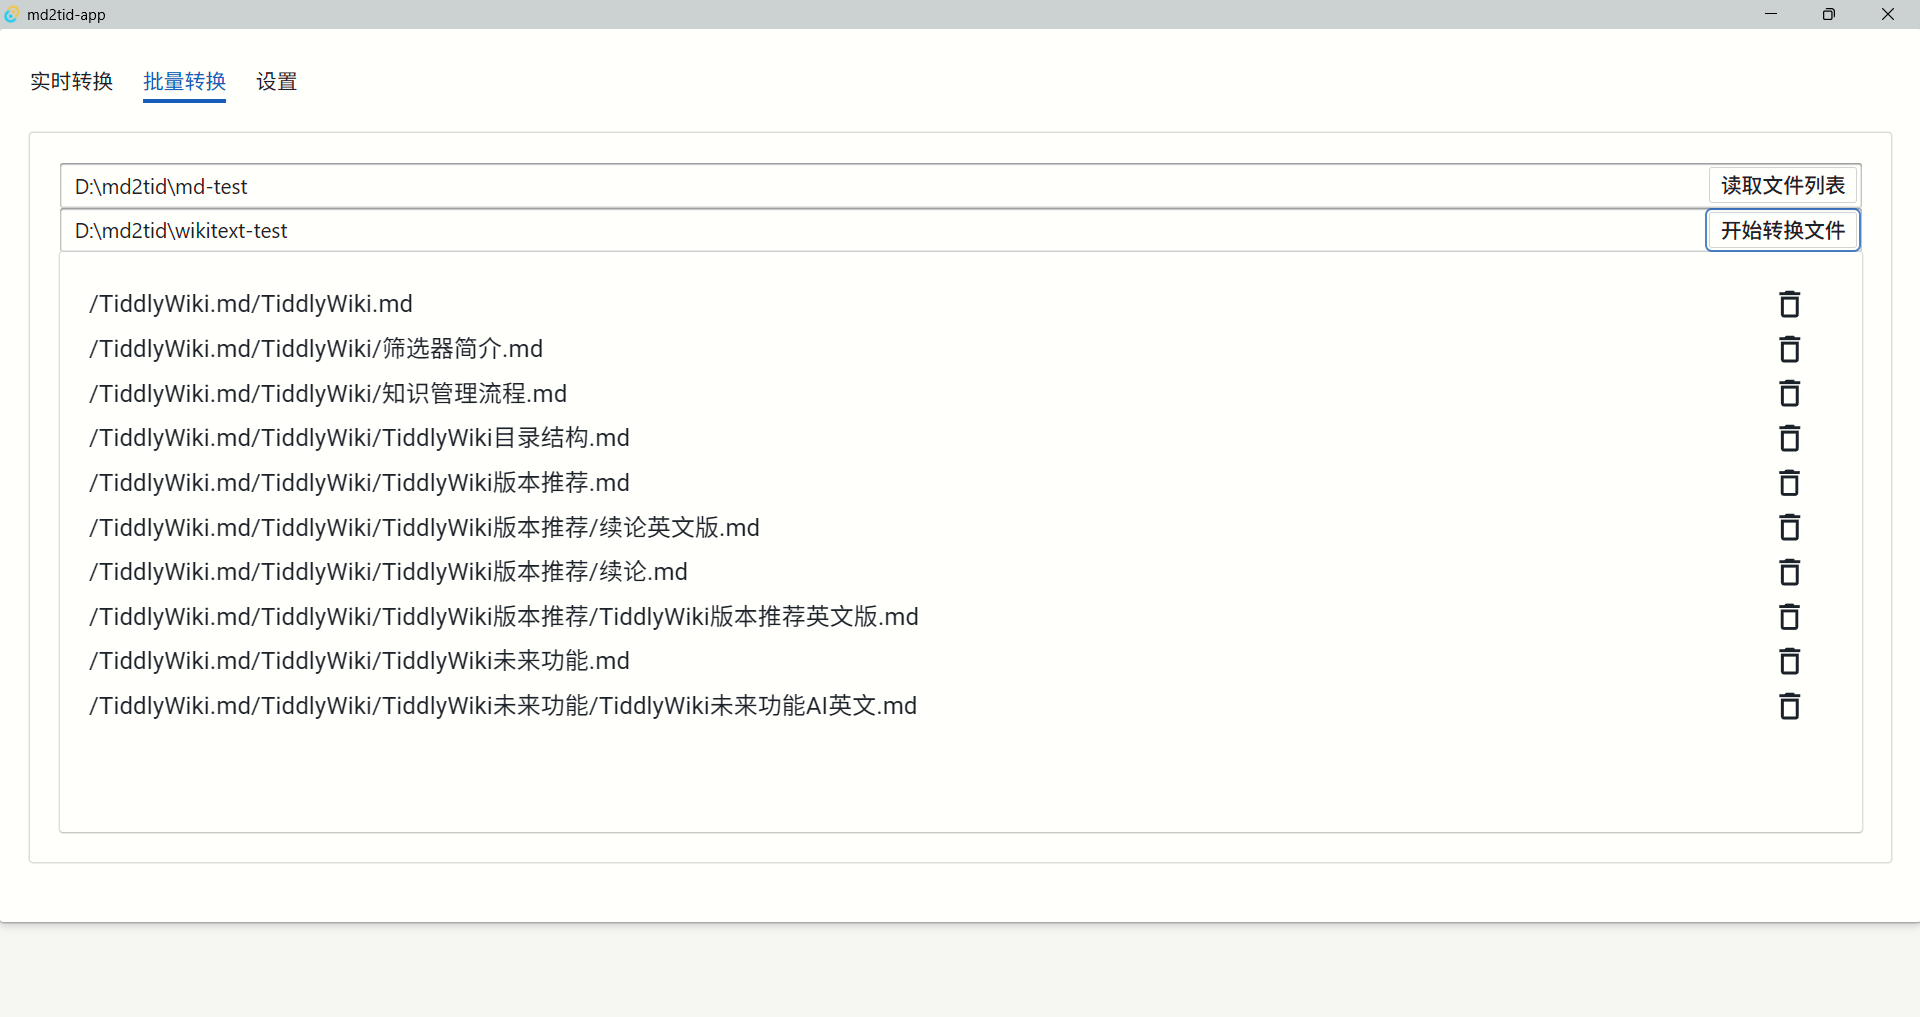 md2tid-app
实时转换 批量转换 设置
D:\md2tid\md-test 读取文件列表
D:\md2tid\wikitext-test 开始转换文件
/TiddlyWiki.md/TiddlyWiki.md
/TiddlyWiki.md/TiddlyWiki/筛选器简介.md
/TiddlyWiki.md/TiddlyWiki/知识管理流程.md
/TiddlyWiki.md/TiddlyWiki/TiddlyWiki目录结构.md
/TiddlyWiki.md/TiddlyWiki/TiddlyWiki版本推荐.md
/TiddlyWiki.md/TiddlyWiki/TiddlyWiki版本推荐/续论英文版.md
/TiddlyWiki.md/TiddlyWiki/TiddlyWiki版本推荐/续论.md
/TiddlyWiki.md/TiddlyWiki/TiddlyWiki版本推荐/TiddlyWiki版本推荐英文版.md
/TiddlyWiki.md/TiddlyWiki/TiddlyWiki未来功能.md
/TiddlyWiki.md/TiddlyWiki/TiddlyWiki未来功能/TiddlyWiki未来功能AI英文.md